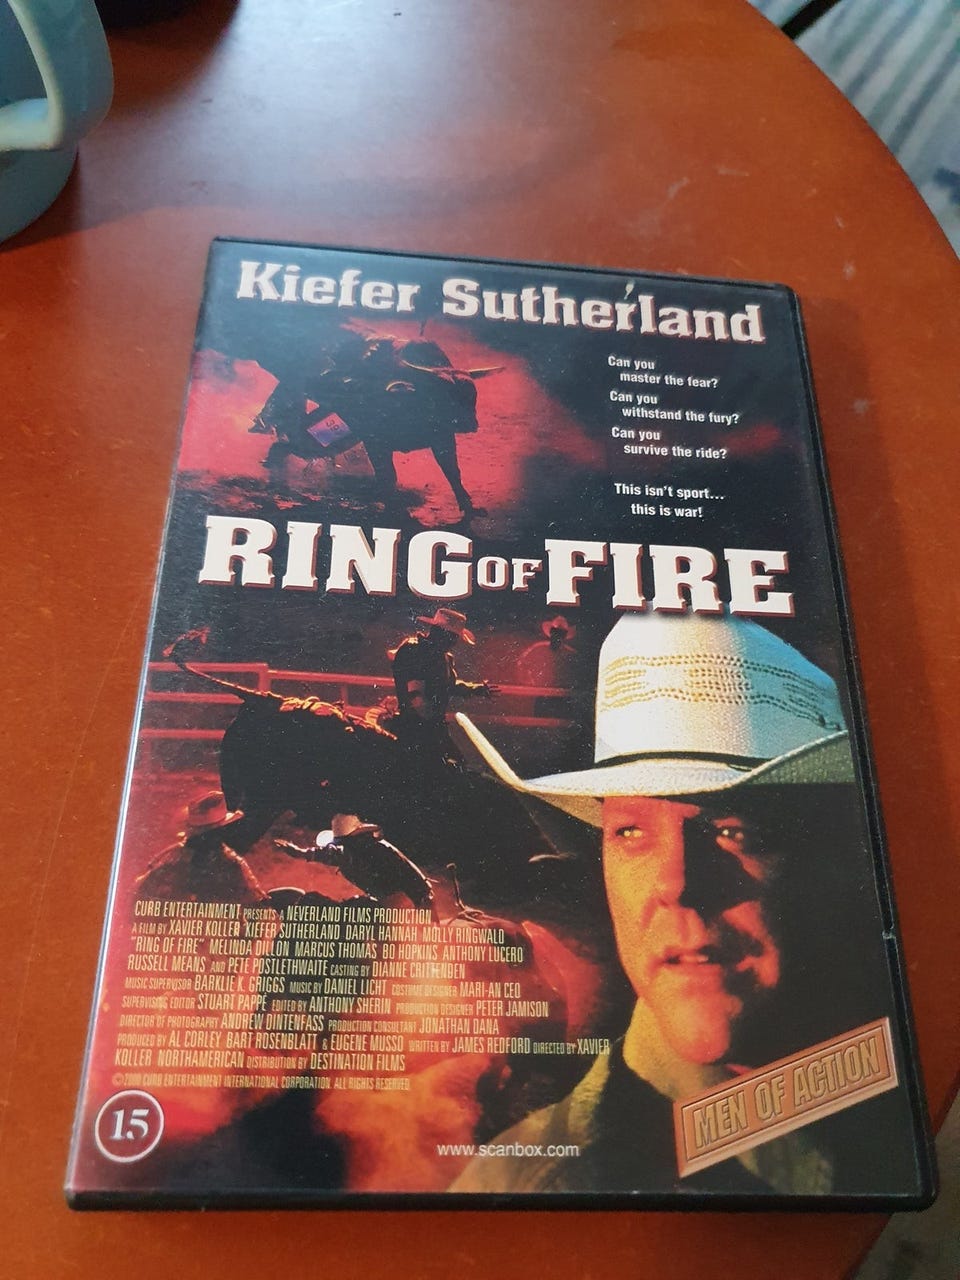 Kiefer Sutherland
Can you
master the fear?
Can you
withstand the fury?
Can you
survive the ride?
This isn't sport...
this is war!
39
RING OF FIRE
CURB ENTERTAINMENT PRESENTS A NEVERLAND FILMS PRODUCTION
A FILM BY XAVIER KOLLER KIEFER SUTHERLAND DARYL HANNAH MOLLY RINGWALD
"RING OF FIRE" MELINDA DILLON MARCUS THOMAS BO HOPKINS ANTHONY LUCERO
RUSSELL MEANS AND PETE POSTLETHWAITE CASTING BY DIANNE CRITTENDEN
MUSIC SUPERVISOR BARKLIE K. GRIGGS MUSIC BY DANIEL LICHT COSTUME DESIGNER MARI-AN CEO
SUPERVISING EDITOR STUART PAPPE EDITED BY ANTHONY SHERIN PRODUCTION DESIGNER PETER JAMISON
DIRECTOR OF PHOTOGRAPHY ANDREW DINTENFASS PRODUCTION CONSULTANT JONATHAN DANA
PRODUCED BY AL CORLEY BART ROSENBLATT & EUGENE MUSSO WRITTEN BY JAMES REDFORD DIRECTED BY XAVIER
KOLLER NORTHAMERICAN DISTRIBUTION BY DESTINATION FILMS
©2000 CURB ENTERTAINMENT INTERNATIONAL CORPORATION. ALL RIGHTS RESERVED
MEN OF ACTION
15
www.scanbox.com